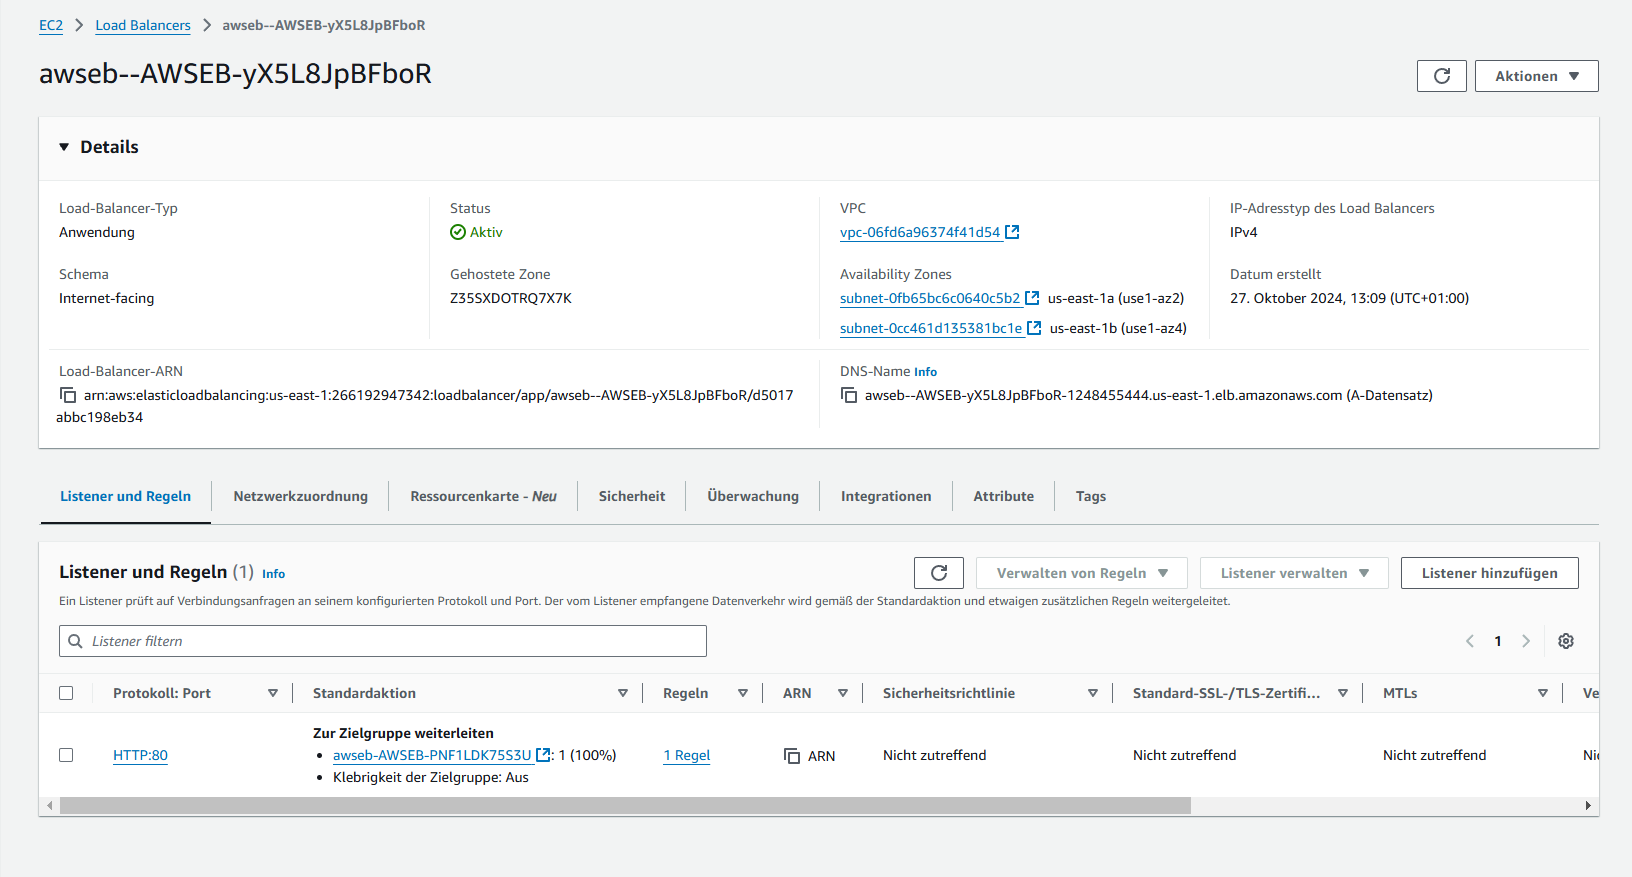 EC2 > Load Balancers > awseb--AWSEB-yX5L8JpBFboR
awseb--AWSEB-yX5L8JpBFboR
Aktionen
Details
Load-Balancer-Typ
Anwendung
Status
Aktiv
VPC
vpc-06fd6a96374f41d54
IP-Adresstyp des Load Balancers
IPv4
Schema
Internet-facing
Gehostete Zone
Z35SXDOTRQ7X7K
Availability Zones
subnet-0fb65bc6c0640c5b2 us-east-1a (use1-az2)
subnet-0cc461d135381bc1e us-east-1b (use1-az4)
Datum erstellt
27. Oktober 2024, 13:09 (UTC+01:00)
Load-Balancer-ARN
arn:aws:elasticloadbalancing:us-east-1:266192947342:loadbalancer/app/awseb--AWSEB-yX5L8JpBFboR/d5017
abbc198eb34
DNS-Name Info
awseb--AWSEB-yX5L8JpBFboR-1248455444.us-east-1.elb.amazonaws.com (A-Datensatz)
Listener und Regeln Netzwerkzuordnung Ressourcenkarte - Neu Sicherheit Überwachung Integrationen Attribute Tags
Listener und Regeln (1) Info
Verwalten von Regeln Listener verwalten Listener hinzufügen
Ein Listener prüft auf Verbindungsanfragen an seinem konfigurierten Protokoll und Port. Der vom Listener empfangene Datenverkehr wird gemäß der Standardaktion und etwaigen zusätzlichen Regeln weitergeleitet.
Listener filtern
1
Protokoll: Port Standardaktion Regeln ARN Sicherheitsrichtlinie Standard-SSL-/TLS-Zertifi... MTLs Ve
Zur Zielgruppe weiterleiten
HTTP:80 awseb-AWSEB-PNF1LDK75S3U : 1 (100%) 1 Regel ARN Nicht zutreffend Nicht zutreffend Nicht zutreffend Ni
Klebrigkeit der Zielgruppe: Aus